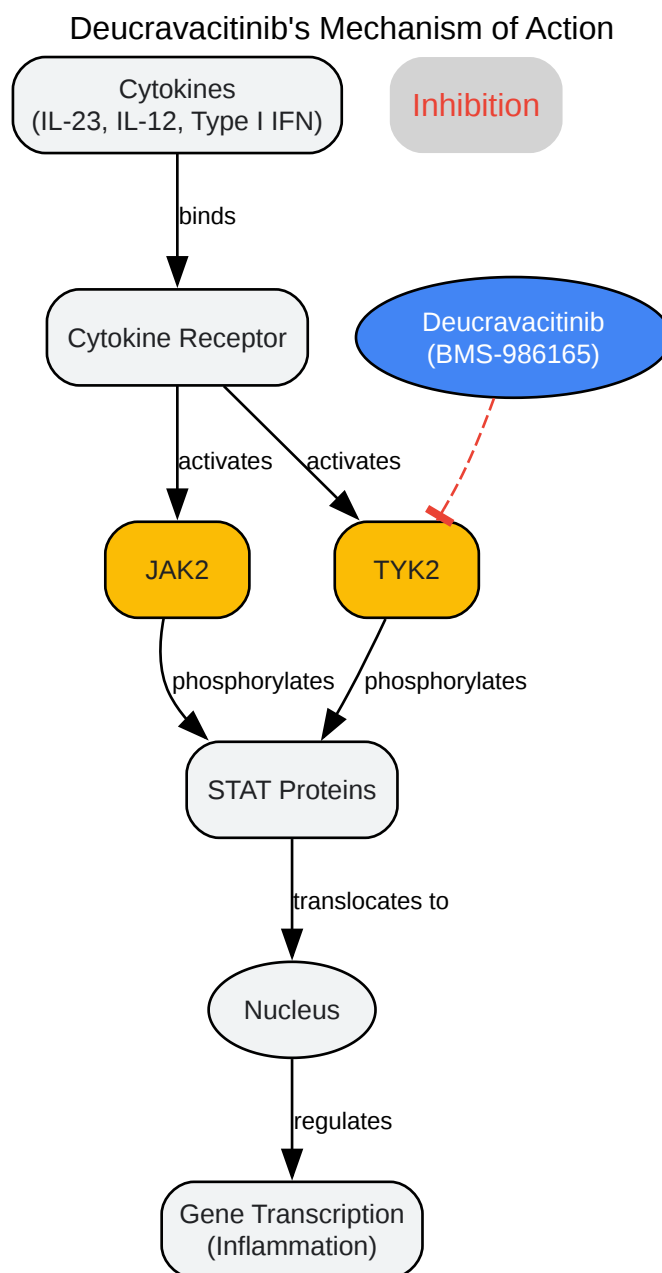 Deucravacitinib's Mechanism of Action
Cytokines
(IL-23, IL-12, Type I IFN)
Inhibition
binds
Cytokine Receptor
Deucravacitinib
(BMS-986165)
activates
activates
JAK2
TYK2
phosphorylates
phosphorylates
STAT Proteins
translocates to
Nucleus
regulates
Gene Transcription
(Inflammation)